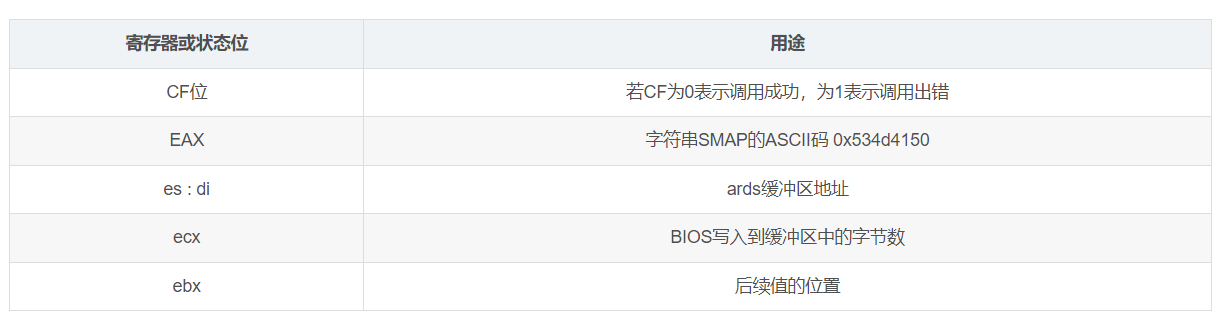 寄存器或状态位 用途
CF位 若CF为0表示调用成功，为1表示调用出错
EAX 字符串SMAP的ASCII码 0x534d4150
es : di ards缓冲区地址
ecx BIOS写入到缓冲区中的字节数
ebx 后续值的位置